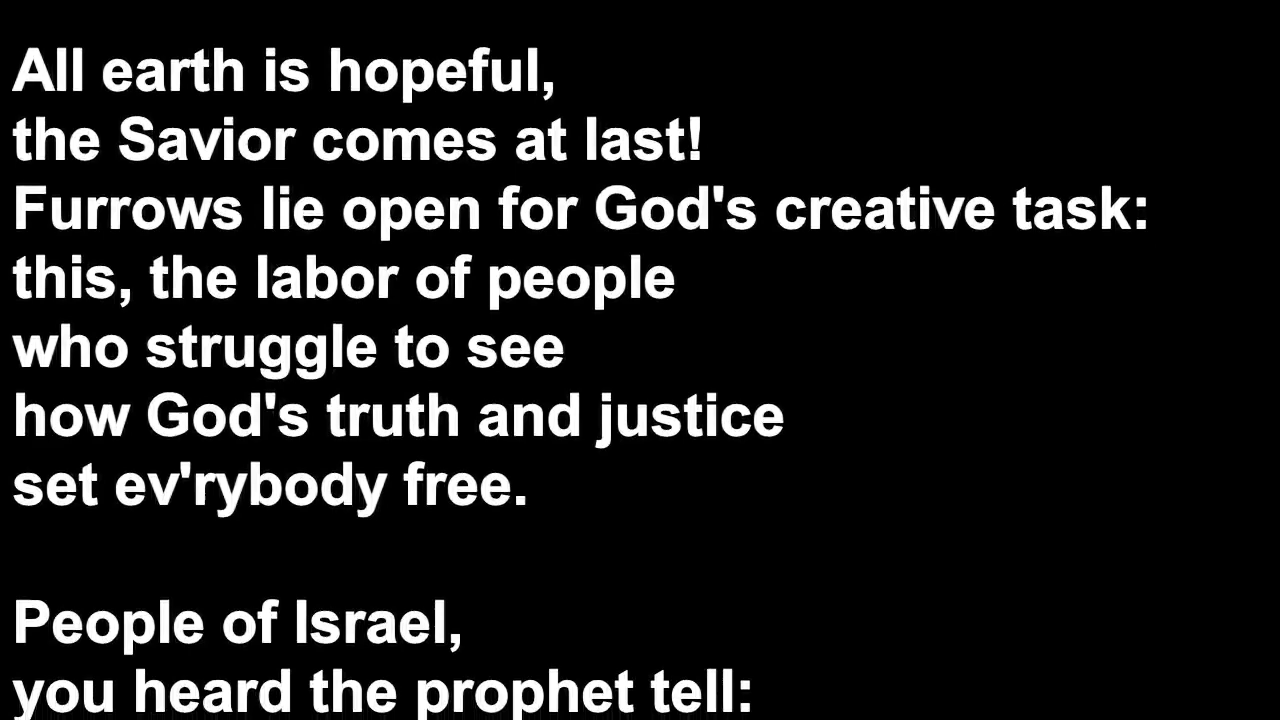 All earth is hopeful,
the Savior comes at last!
Furrows lie open for God's creative task:
this, the labor of people
who struggle to see
how God's truth and justice
set ev'rybody free.
People of Israel,
you heard the prophet tell: